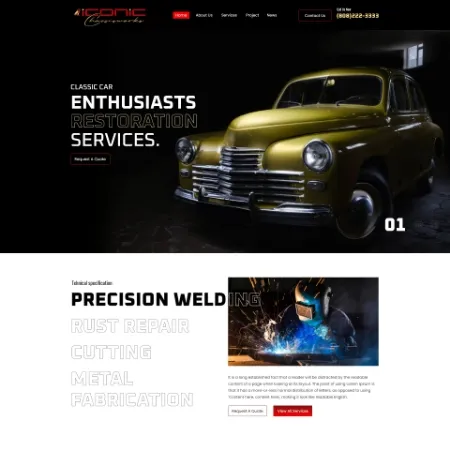 ICONIC
Classicworks
Home About Us Services Project News
Contact Us
Call Us Now
(808)222-3333
CLASSIC CAR
ENTHUSIASTS
RESTORATION
SERVICES.
Request a Quote
01
Tehnical specification
PRECISION WELDING
RUST REPAIR
CUTTING
METAL
FABRICATION
It is a long established fact that a reader will be distracted by the readable
content of a page when looking at its layout. The point of using Lorem Ipsum is
that it has a more-or-less normal distribution of letters, as opposed to using
'Content here, content here', making it look like readable English.
Request a Quote
View All Services